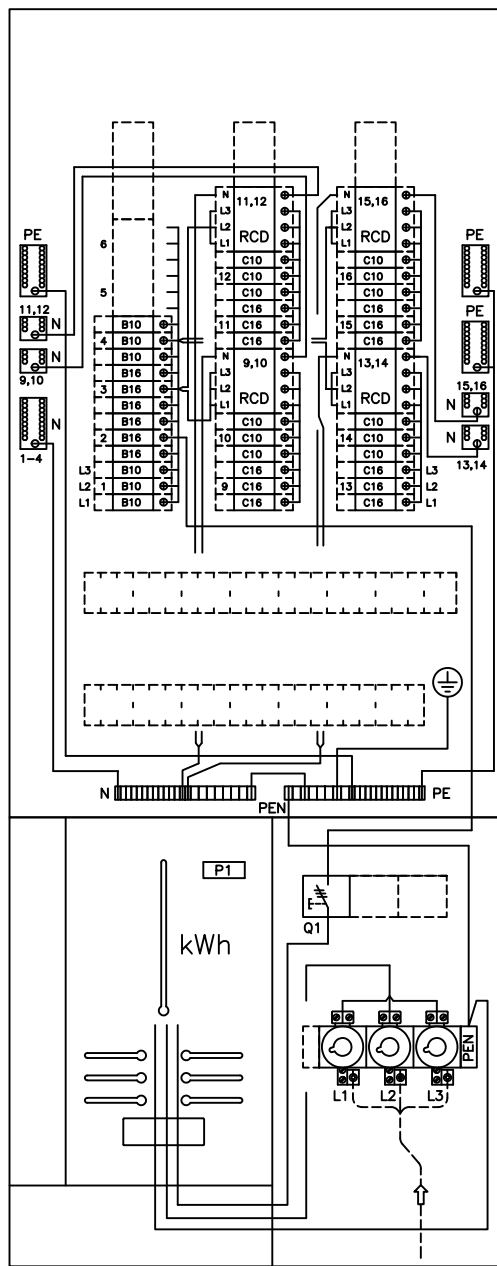 N 11,12 N 15,16
L3 L3
L2 RCD L2 RCD
L1 L1
PE 6 C10 C10 PE
12 C10 16 C10
5 C10 C10
11,12 C16 C16
N B10 11 C16 15 C16 PE
4 B10 C16 C16
9,10 N B10 N 9,10 N 13,14
B16 L3 L3
3 B16 L2 RCD L2 RCD 15,16
B16 L1 L1 N
N B16 C10 C10
2 B16 10 C10 14 C10 N
1-4 B16 C10 C10 13,14
L3 B10 C16 C16 L3
L2 1 B10 9 C16 13 C16 L2
L1 B10 C16 C16 L1
N PEN PE
P1
kWh
Q1
PEN
L1 L2 L3